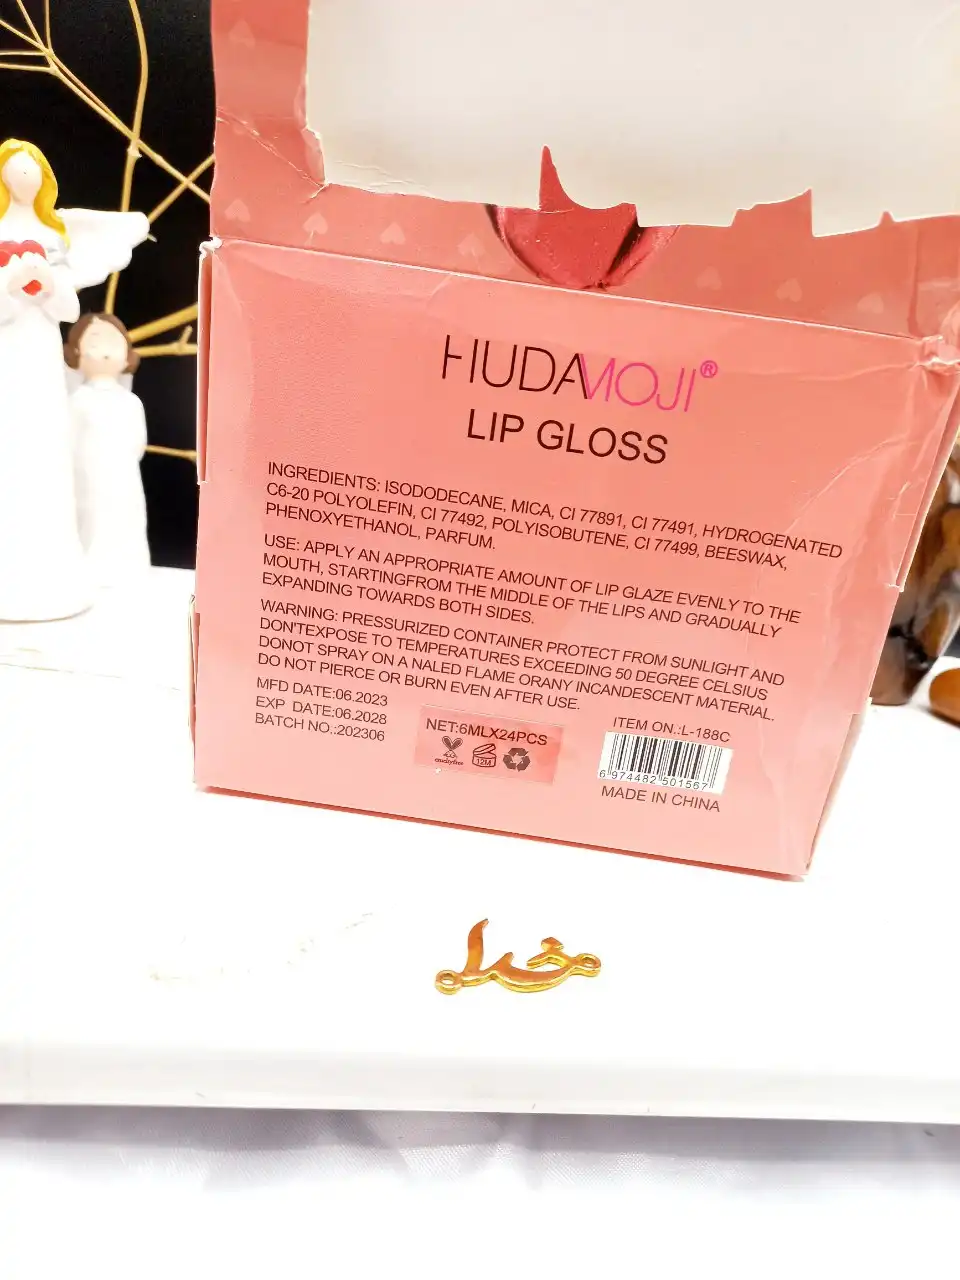 HUDAMOJI®
LIP GLOSS
INGREDIENTS: ISODODECANE, MICA, CI 77891, CI 77491, HYDROGENATED
C6-20 POLYOLEFIN, CI 77492, POLYISOBUTENE, CI 77499, BEESWAX,
PHENOXYETHANOL, PARFUM.
USE: APPLY AN APPROPRIATE AMOUNT OF LIP GLAZE EVENLY TO THE
MOUTH, STARTINGFROM THE MIDDLE OF THE LIPS AND GRADUALLY
EXPANDING TOWARDS BOTH SIDES.
WARNING: PRESSURIZED CONTAINER PROTECT FROM SUNLIGHT AND
DON'TEXPOSE TO TEMPERATURES EXCEEDING 50 DEGREE CELSIUS
DONOT SPRAY ON A NALED FLAME ORANY INCANDESCENT MATERIAL.
DO NOT PIERCE OR BURN EVEN AFTER USE.
MFD DATE:06.2023
EXP DATE:06.2028
BATCH NO.:202306
NET:6MLX24PCS
crueltyfree
12M
ITEM ON.:L-188C
6 974482 501567
MADE IN CHINA
خدا